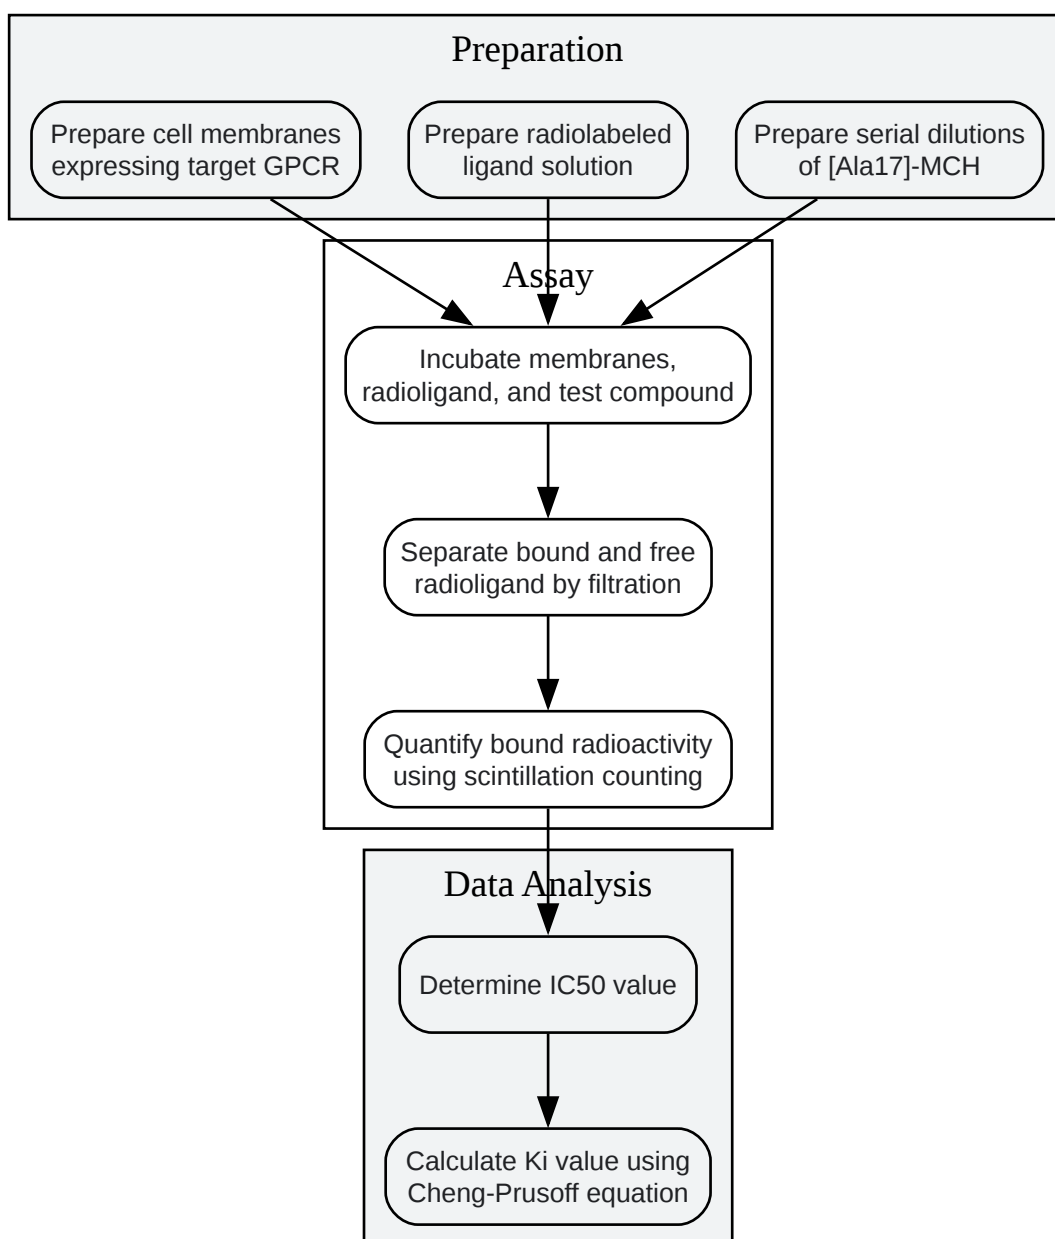 Preparation
Prepare cell membranes
expressing target GPCR
Prepare radiolabeled
ligand solution
Prepare serial dilutions
of [Ala17]-MCH
Assay
Incubate membranes,
radioligand, and test compound
Separate bound and free
radioligand by filtration
Quantify bound radioactivity
using scintillation counting
Data Analysis
Determine IC50 value
Calculate Ki value using
Cheng-Prusoff equation